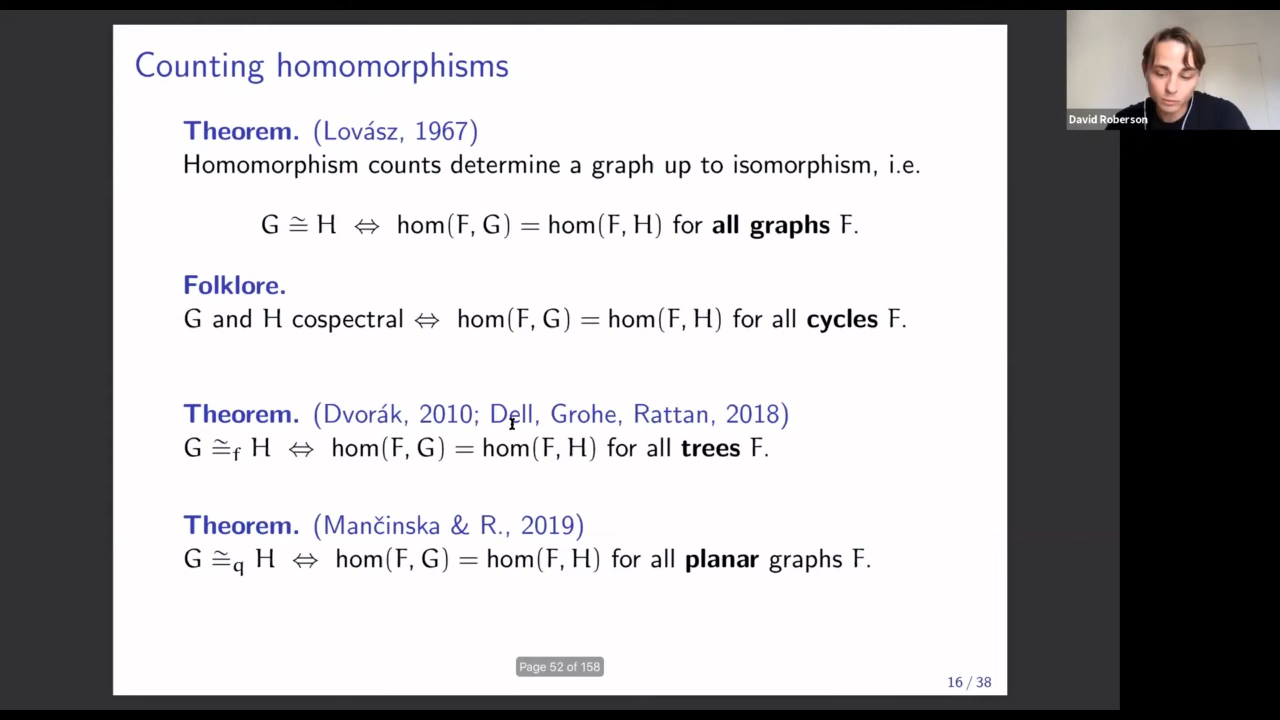 Counting homomorphisms
Theorem. (Lovász, 1967)
Homomorphism counts determine a graph up to isomorphism, i.e.
G ≅ H ⇔ hom(F, G) = hom(F, H) for all graphs F.
Folklore.
G and H cospectral ⇔ hom(F, G) = hom(F, H) for all cycles F.
Theorem. (Dvorák, 2010; Dell, Grohe, Rattan, 2018)
G ≅f H ⇔ hom(F, G) = hom(F, H) for all trees F.
Theorem. (Mančinska & R., 2019)
G ≅q H ⇔ hom(F, G) = hom(F, H) for all planar graphs F.
Page 52 of 158
16 / 38
David Roberson